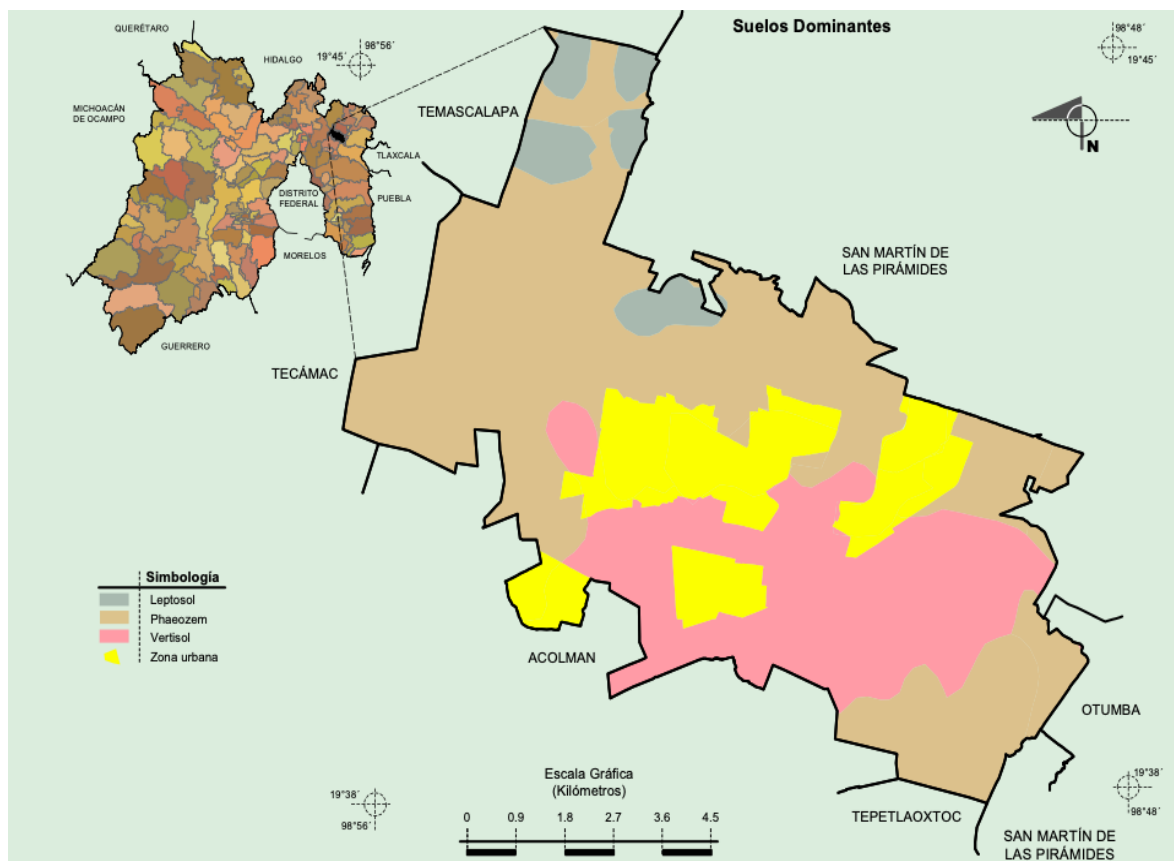 Suelos Dominantes
QUERÉTARO
HIDALGO
MICHOACÁN
DE OCAMPO
TLAXCALA
DISTRITO
FEDERAL
PUEBLA
MORELOS
GUERRERO
98°56´
19°45´
98°48´
19°45´
N
TEMASCALAPA
SAN MARTÍN DE
LAS PIRÁMIDES
TECÁMAC
Simbología
Leptosol
Phaeozem
Vertisol
Zona urbana
ACOLMAN
OTUMBA
TEPETLAOXTOC
SAN MARTÍN DE
LAS PIRÁMIDES
19°38´
98°56´
Escala Gráfica
(Kilómetros)
0 0.9 1.8 2.7 3.6 4.5
19°38´
98°48´